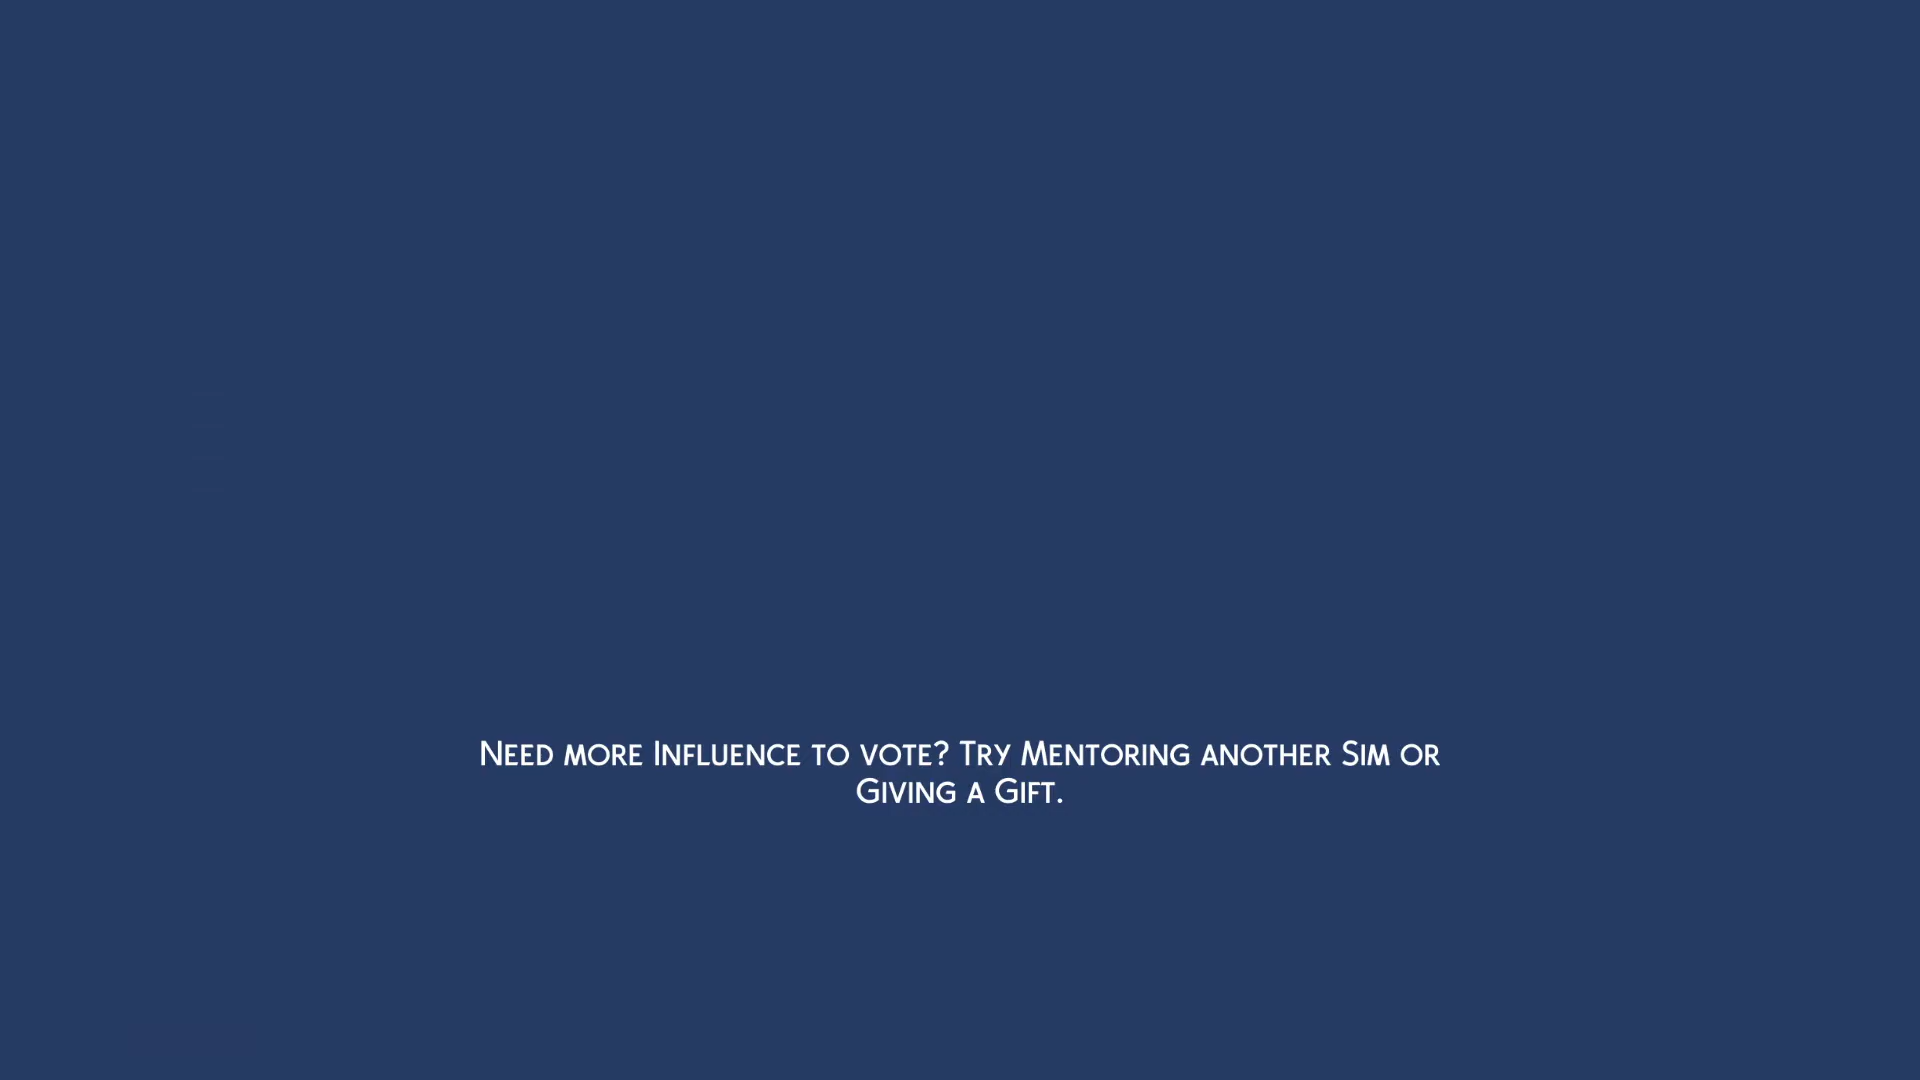 Need more Influence to vote? Try Mentoring another Sim or
Giving a Gift.